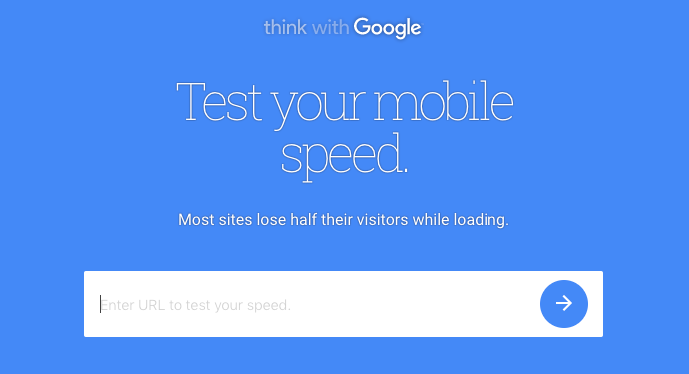 think with Google
Test your mobile
speed.
Most sites lose half their visitors while loading.
Enter URL to test your speed.